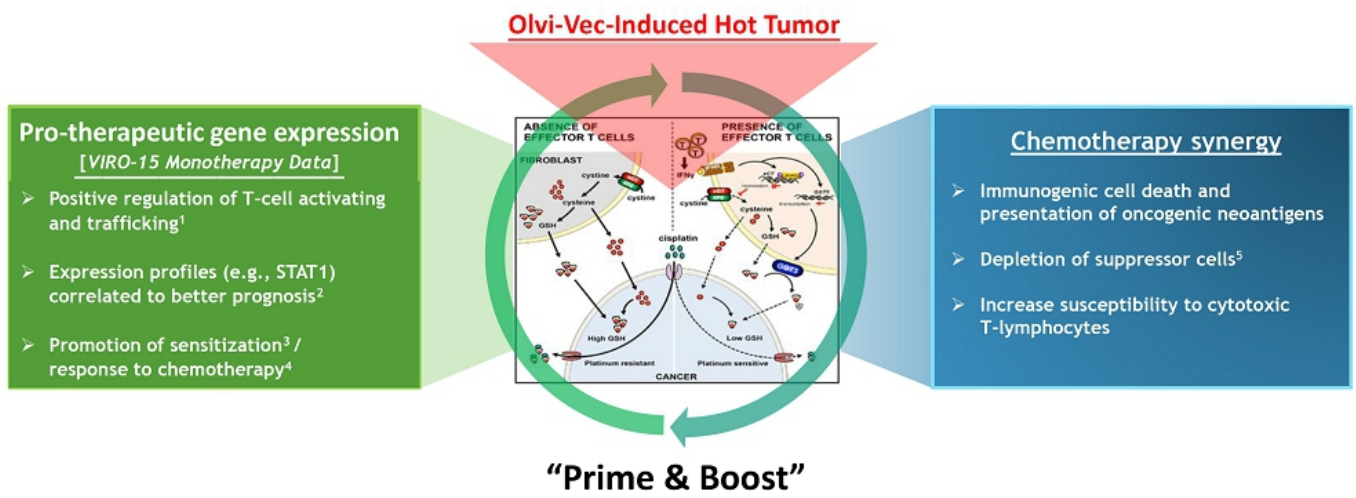 Olvi-Vec-Induced Hot Tumor
Pro-therapeutic gene expression
[VIRO-15 Monotherapy Data]
➢ Positive regulation of T-cell activating
and trafficking¹
➢ Expression profiles (e.g., STAT1)
correlated to better prognosis²
➢ Promotion of sensitization³ /
response to chemotherapy⁴
ABSENCE OF
EFFECTOR T CELLS
PRESENCE OF
EFFECTOR T CELLS
FIBROBLAST
cystine
cystine
cysteine
GSH
T
T
T
T
IFNγ
cystine
cysteine
GSH
repression
GGT5
transcription
GGT5
cisplatin
High GSH
Low GSH
Platinum resistant
Platinum sensitive
CANCER
Chemotherapy synergy
➢ Immunogenic cell death and
presentation of oncogenic neoantigens
➢ Depletion of suppressor cells⁵
➢ Increase susceptibility to cytotoxic
T-lymphocytes
“Prime & Boost”